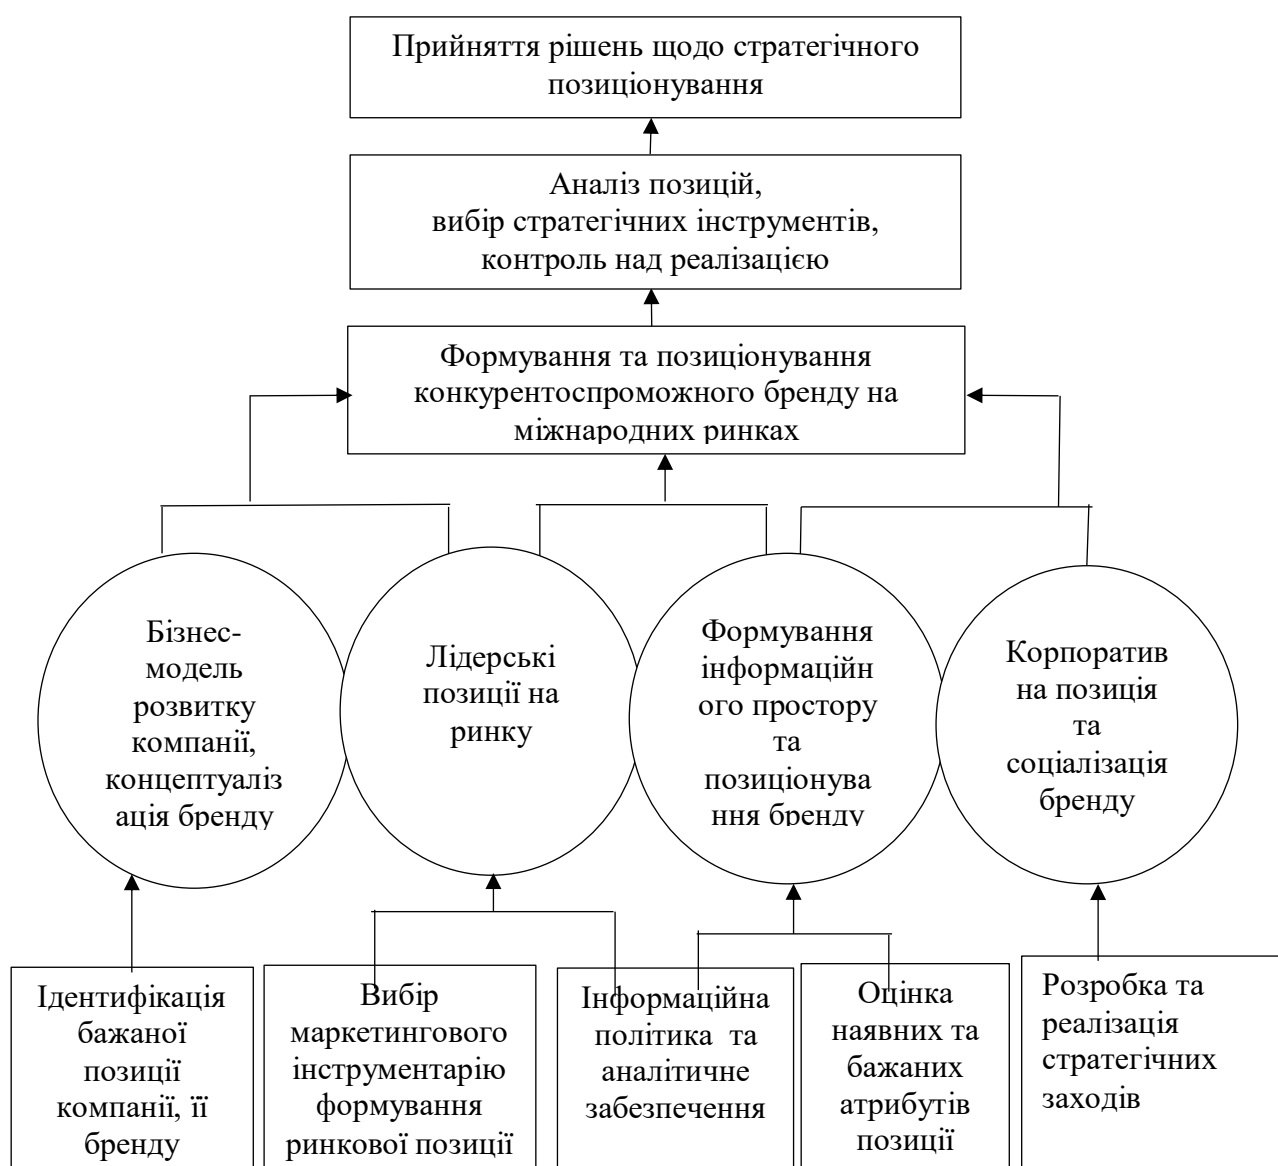 Прийняття рішень щодо стратегічного
позиціонування
Аналіз позицій,
вибір стратегічних інструментів,
контроль над реалізацією
Формування та позиціонування
конкурентоспроможного бренду на
міжнародних ринках
Бізнес-
модель
розвитку
компанії,
концептуаліз
ація бренду
Лідерські
позиції на
ринку
Формування
інформаційн
ого простору
та
позиціонува
ння бренду
Корпоратив
на позиція
та
соціалізація
бренду
Ідентифікація
бажаної
позиції
компанії, її
бренду
Вибір
маркетингового
інструментарію
формування
ринкової позиції
Інформаційна
політика та
аналітичне
забезпечення
Оцінка
наявних та
бажаних
атрибутів
позиції
Розробка та
реалізація
стратегічних
заходів